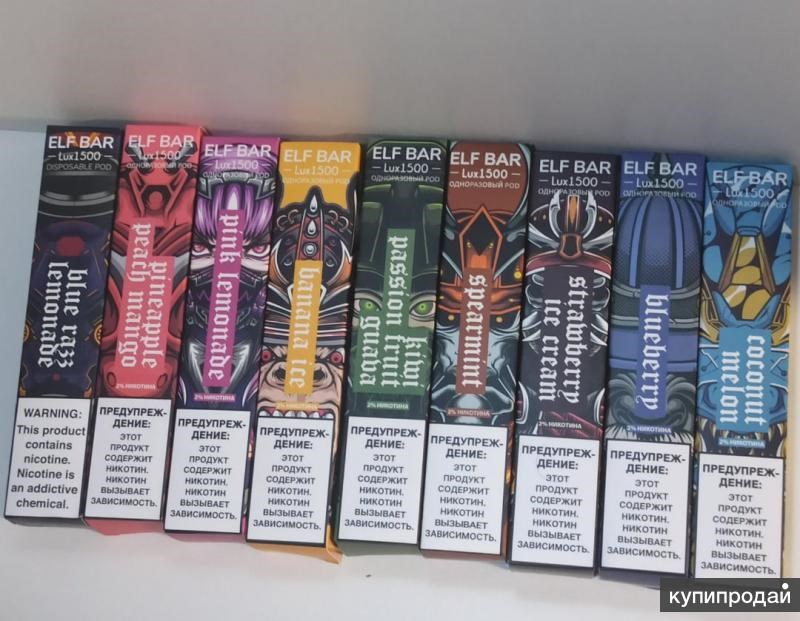 ELF BAR
Lux1500
DISPOSABLE POD
blue razz
lemonade
WARNING:
This product
contains
nicotine.
Nicotine is
an addictive
chemical.
ELF BAR
Lux1500
ОДНОРАЗОВЫЙ POD
pineapple
peach mango
2% НИКОТИНА
ПРЕДУПРЕЖ-
ДЕНИЕ:
ЭТОТ
ПРОДУКТ
СОДЕРЖИТ
НИКОТИН.
НИКОТИН
ВЫЗЫВАЕТ
ЗАВИСИМОСТЬ.
ELF BAR
Lux1500
ОДНОРАЗОВЫЙ POD
pink lemonade
2% НИКОТИНА
ПРЕДУПРЕЖ-
ДЕНИЕ:
ЭТОТ
ПРОДУКТ
СОДЕРЖИТ
НИКОТИН.
НИКОТИН
ВЫЗЫВАЕТ
ЗАВИСИМОСТЬ.
ELF BAR
Lux1500
ОДНОРАЗОВЫЙ POD
banana ice
ПРЕДУПРЕЖ-
ДЕНИЕ:
ЭТОТ
ПРОДУКТ
СОДЕРЖИТ
НИКОТИН.
НИКОТИН
ВЫЗЫВАЕТ
ЗАВИСИМОСТЬ.
ELF BAR
Lux1500
ОДНОРАЗОВЫЙ POD
kiwi
passion fruit
guava
2% НИКОТИНА
ПРЕДУПРЕЖ-
ДЕНИЕ:
ЭТОТ
ПРОДУКТ
СОДЕРЖИТ
НИКОТИН.
НИКОТИН
ВЫЗЫВАЕТ
ЗАВИСИМОСТЬ.
ELF BAR
Lux1500
ОДНОРАЗОВЫЙ POD
spearmint
2% НИКОТИНА
ПРЕДУПРЕЖ-
ДЕНИЕ:
ЭТОТ
ПРОДУКТ
СОДЕРЖИТ
НИКОТИН.
НИКОТИН
ВЫЗЫВАЕТ
ЗАВИСИМОСТЬ.
ELF BAR
Lux1500
ОДНОРАЗОВЫЙ POD
strawberry
ice cream
2% НИКОТИНА
ПРЕДУПРЕЖ-
ДЕНИЕ:
ЭТОТ
ПРОДУКТ
СОДЕРЖИТ
НИКОТИН.
НИКОТИН
ВЫЗЫВАЕТ
ЗАВИСИМОСТЬ.
ELF BAR
Lux1500
ОДНОРАЗОВЫЙ POD
blueberry
2% НИКОТИНА
ПРЕДУПРЕЖ-
ДЕНИЕ:
ЭТОТ
ПРОДУКТ
СОДЕРЖИТ
НИКОТИН.
НИКОТИН
ВЫЗЫВАЕТ
ЗАВИСИМОСТЬ.
ELF BAR
Lux1500
ОДНОРАЗОВЫЙ POD
coconut
melon
2% НИКОТИНА
ПРЕДУПРЕЖ-
ДЕНИЕ:
ЭТОТ
ПРОДУКТ
СОДЕРЖИТ
НИКОТИН.
НИКОТИН
ВЫЗЫВАЕТ
купипродай